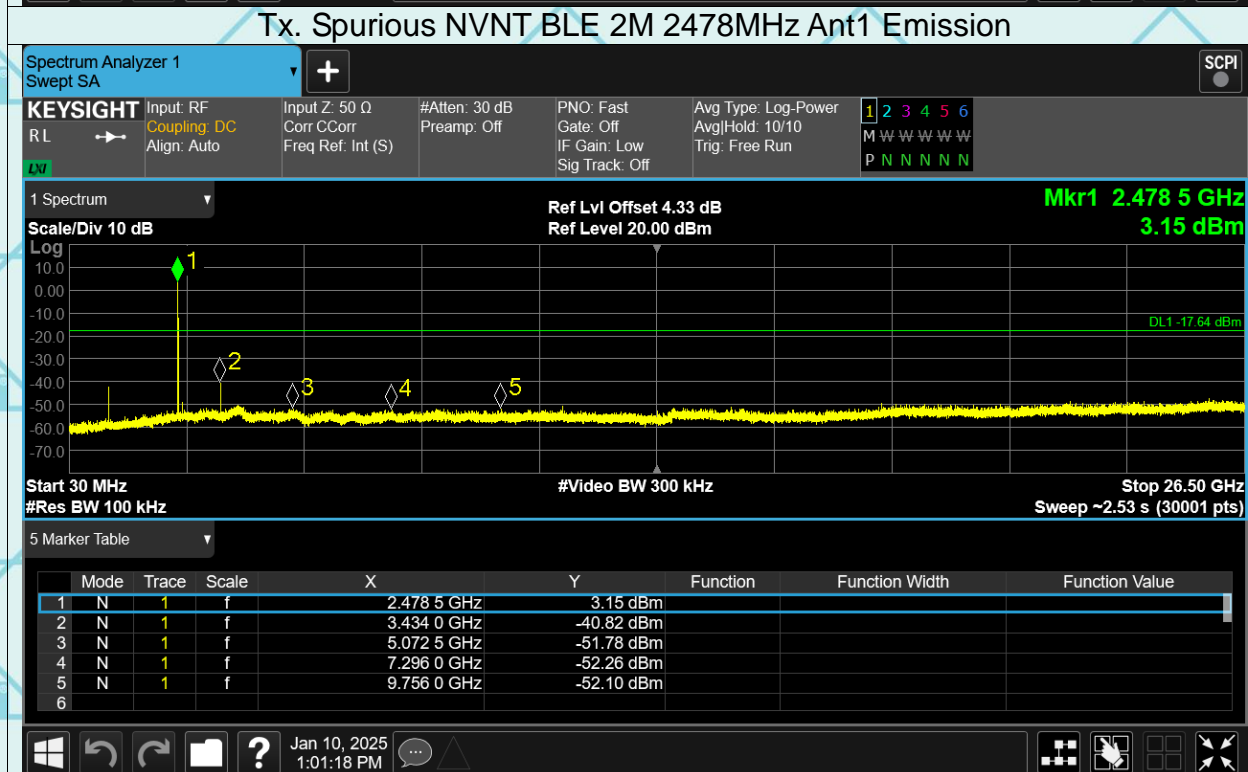 Tx. Spurious NVNT BLE 2M 2478MHz Ant1 Emission
Spectrum Analyzer 1
Swept SA
+
SCPI
KEYSIGHT
RL
LXI
Input: RF
Coupling: DC
Align: Auto
Input Z: 50 Ω
Corr CCorr
Freq Ref: Int (S)
#Atten: 30 dB
Preamp: Off
PNO: Fast
Gate: Off
IF Gain: Low
Sig Track: Off
Avg Type: Log-Power
Avg|Hold: 10/10
Trig: Free Run
1 2 3 4 5 6
M W W W W W
P N N N N N
1 Spectrum
Scale/Div 10 dB
Ref Lvl Offset 4.33 dB
Ref Level 20.00 dBm
Mkr1 2.478 5 GHz
3.15 dBm
Log
10.0
0.00
-10.0
-20.0
-30.0
-40.0
-50.0
-60.0
-70.0
1
2
3
4
5
DL1 -17.64 dBm
Start 30 MHz
#Res BW 100 kHz
#Video BW 300 kHz
Stop 26.50 GHz
Sweep ~2.53 s (30001 pts)
5 Marker Table
Mode Trace Scale X Y Function Function Width Function Value
1 N 1 f 2.478 5 GHz 3.15 dBm
2 N 1 f 3.434 0 GHz -40.82 dBm
3 N 1 f 5.072 5 GHz -51.78 dBm
4 N 1 f 7.296 0 GHz -52.26 dBm
5 N 1 f 9.756 0 GHz -52.10 dBm
6
?
Jan 10, 2025
1:01:18 PM